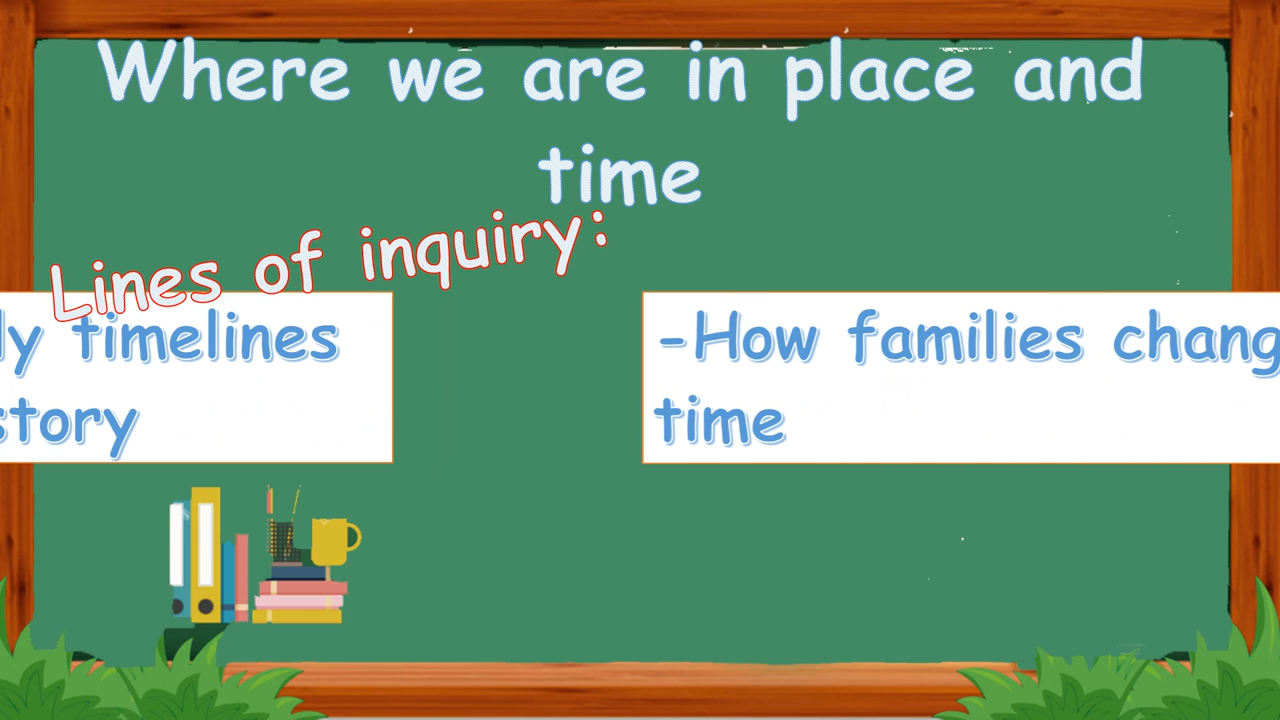 Where we are in place and
time
Lines of inquiry:
ly timelines
story
-How families chang
time